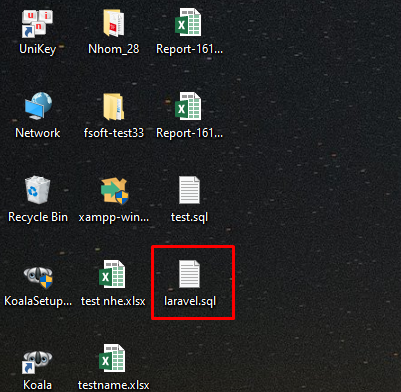 UniKey
Nhom_28
Report-161...
Network
fsoft-test33
Report-161...
Recycle Bin
xampp-win...
test.sql
KoalaSetup...
test nhe.xlsx
laravel.sql
Koala
testname.xlsx